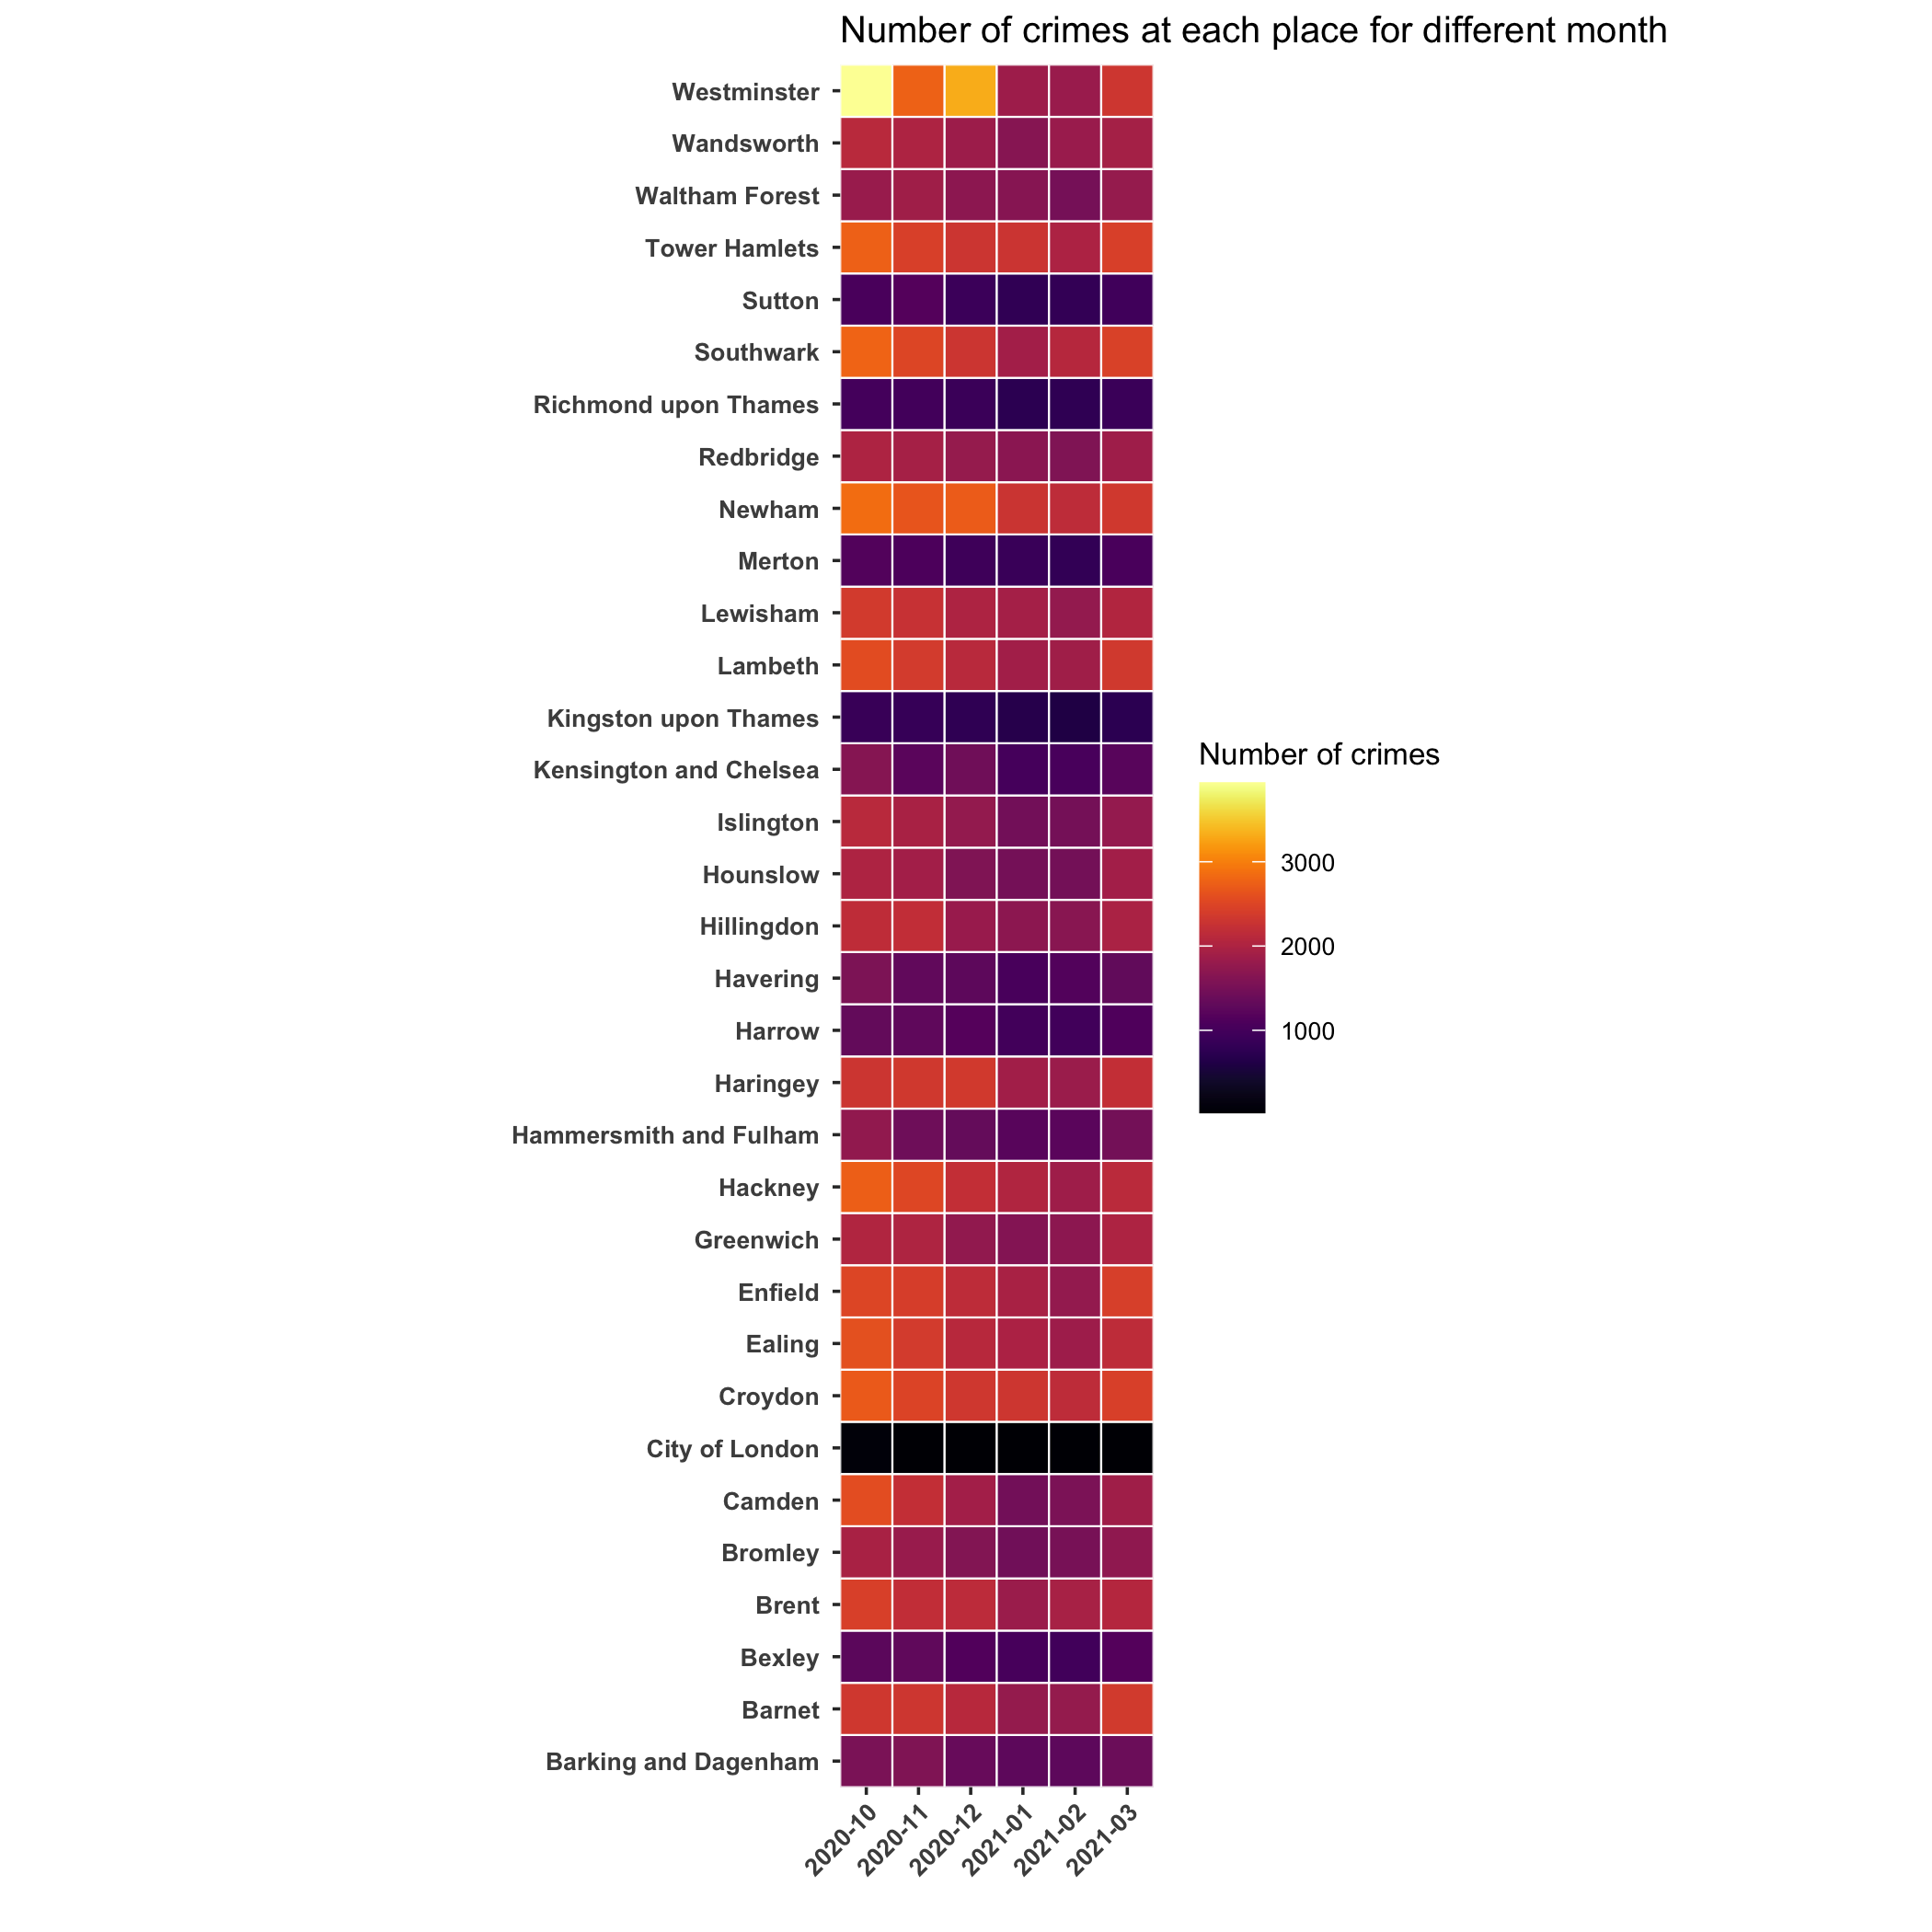 Number of crimes at each place for different month
Westminster
Wandsworth
Waltham Forest
Tower Hamlets
Sutton
Southwark
Richmond upon Thames
Redbridge
Newham
Merton
Lewisham
Lambeth
Kingston upon Thames
Kensington and Chelsea
Islington
Hounslow
Hillingdon
Havering
Harrow
Haringey
Hammersmith and Fulham
Hackney
Greenwich
Enfield
Ealing
Croydon
City of London
Camden
Bromley
Brent
Bexley
Barnet
Barking and Dagenham
2020-10
2020-11
2020-12
2021-01
2021-02
2021-03
Number of crimes
3000
2000
1000